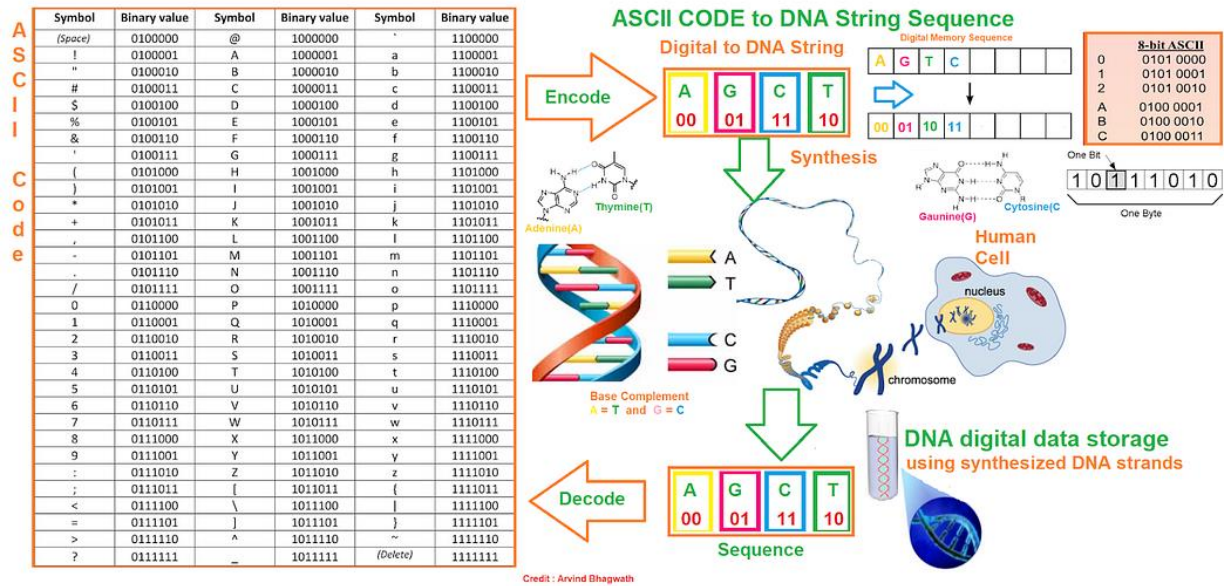 ASCII Code
Symbol Binary value Symbol Binary value Symbol Binary value
(Space) 0100000 @ 1000000 ` 1100000
! 0100001 A 1000001 a 1100001
" 0100010 B 1000010 b 1100010
# 0100011 C 1000011 c 1100011
$ 0100100 D 1000100 d 1100100
% 0100101 E 1000101 e 1100101
& 0100110 F 1000110 f 1100110
' 0100111 G 1000111 g 1100111
( 0101000 H 1001000 h 1101000
) 0101001 I 1001001 i 1101001
* 0101010 J 1001010 j 1101010
+ 0101011 K 1001011 k 1101011
, 0101100 L 1001100 l 1101100
- 0101101 M 1001101 m 1101101
. 0101110 N 1001110 n 1101110
/ 0101111 O 1001111 o 1101111
0 0110000 P 1010000 p 1110000
1 0110001 Q 1010001 q 1110001
2 0110010 R 1010010 r 1110010
3 0110011 S 1010011 s 1110011
4 0110100 T 1010100 t 1110100
5 0110101 U 1010101 u 1110101
6 0110110 V 1010110 v 1110110
7 0110111 W 1010111 w 1110111
8 0111000 X 1011000 x 1111000
9 0111001 Y 1011001 y 1111001
: 0111010 Z 1011010 z 1111010
; 0111011 [ 1011011 { 1111011
< 0111100 \ 1011100 | 1111100
= 0111101 ] 1011101 } 1111101
> 0111110 ^ 1011110 ~ 1111110
? 0111111 _ 1011111 (Delete) 1111111
ASCII CODE to DNA String Sequence
Encode
Digital to DNA String
A G C T
00 01 11 10
Digital Memory Sequence
A G T C
00 01 10 11
8-bit ASCII
0 0101 0000
1 0101 0001
2 0101 0010
A 0100 0001
B 0100 0010
C 0100 0011
Synthesis
Thymine(T)
Adenine(A)
Gaunine(G)
Cytosine(C
One Bit
1 0 1 1 1 0 1 0
One Byte
A
T
C
G
Base Complement
A = T and G = C
Human
Cell
nucleus
chromosome
DNA digital data storage
using synthesized DNA strands
Decode
A G C T
00 01 11 10
Sequence
Credit : Arvind Bhagwath